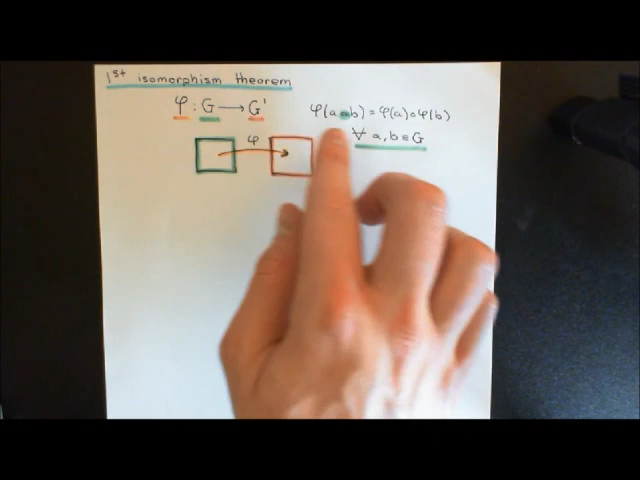 1st isomorphism theorem
φ : G → G'
φ(a∘b) = φ(a)∘φ(b)
∀ a, b ∈ G
φ